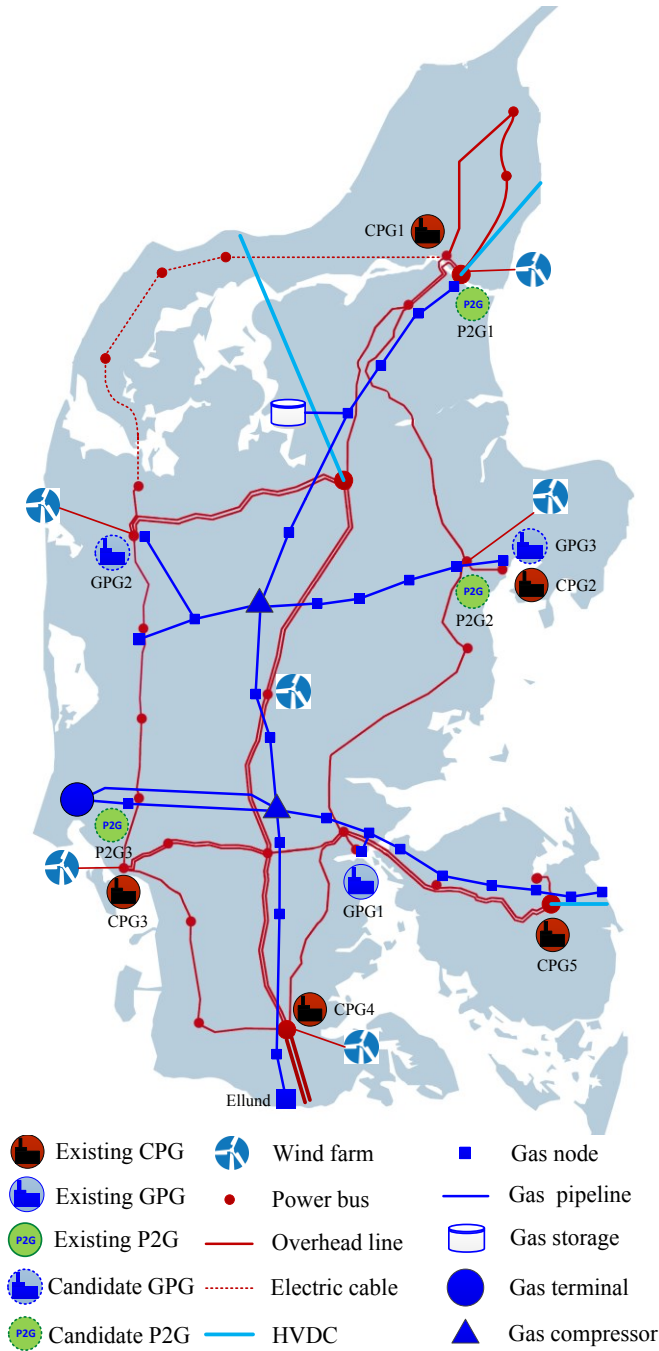 CPG1
P2G
P2G1
GPG2
GPG3
P2G
P2G2
CPG2
P2G
P2G3
CPG3
GPG1
CPG5
CPG4
Ellund
Existing CPG
Wind farm
Gas node
Existing GPG
Power bus
Gas pipeline
P2G
Existing P2G
Overhead line
Gas storage
Candidate GPG
Electric cable
Gas terminal
P2G
Candidate P2G
HVDC
Gas compressor